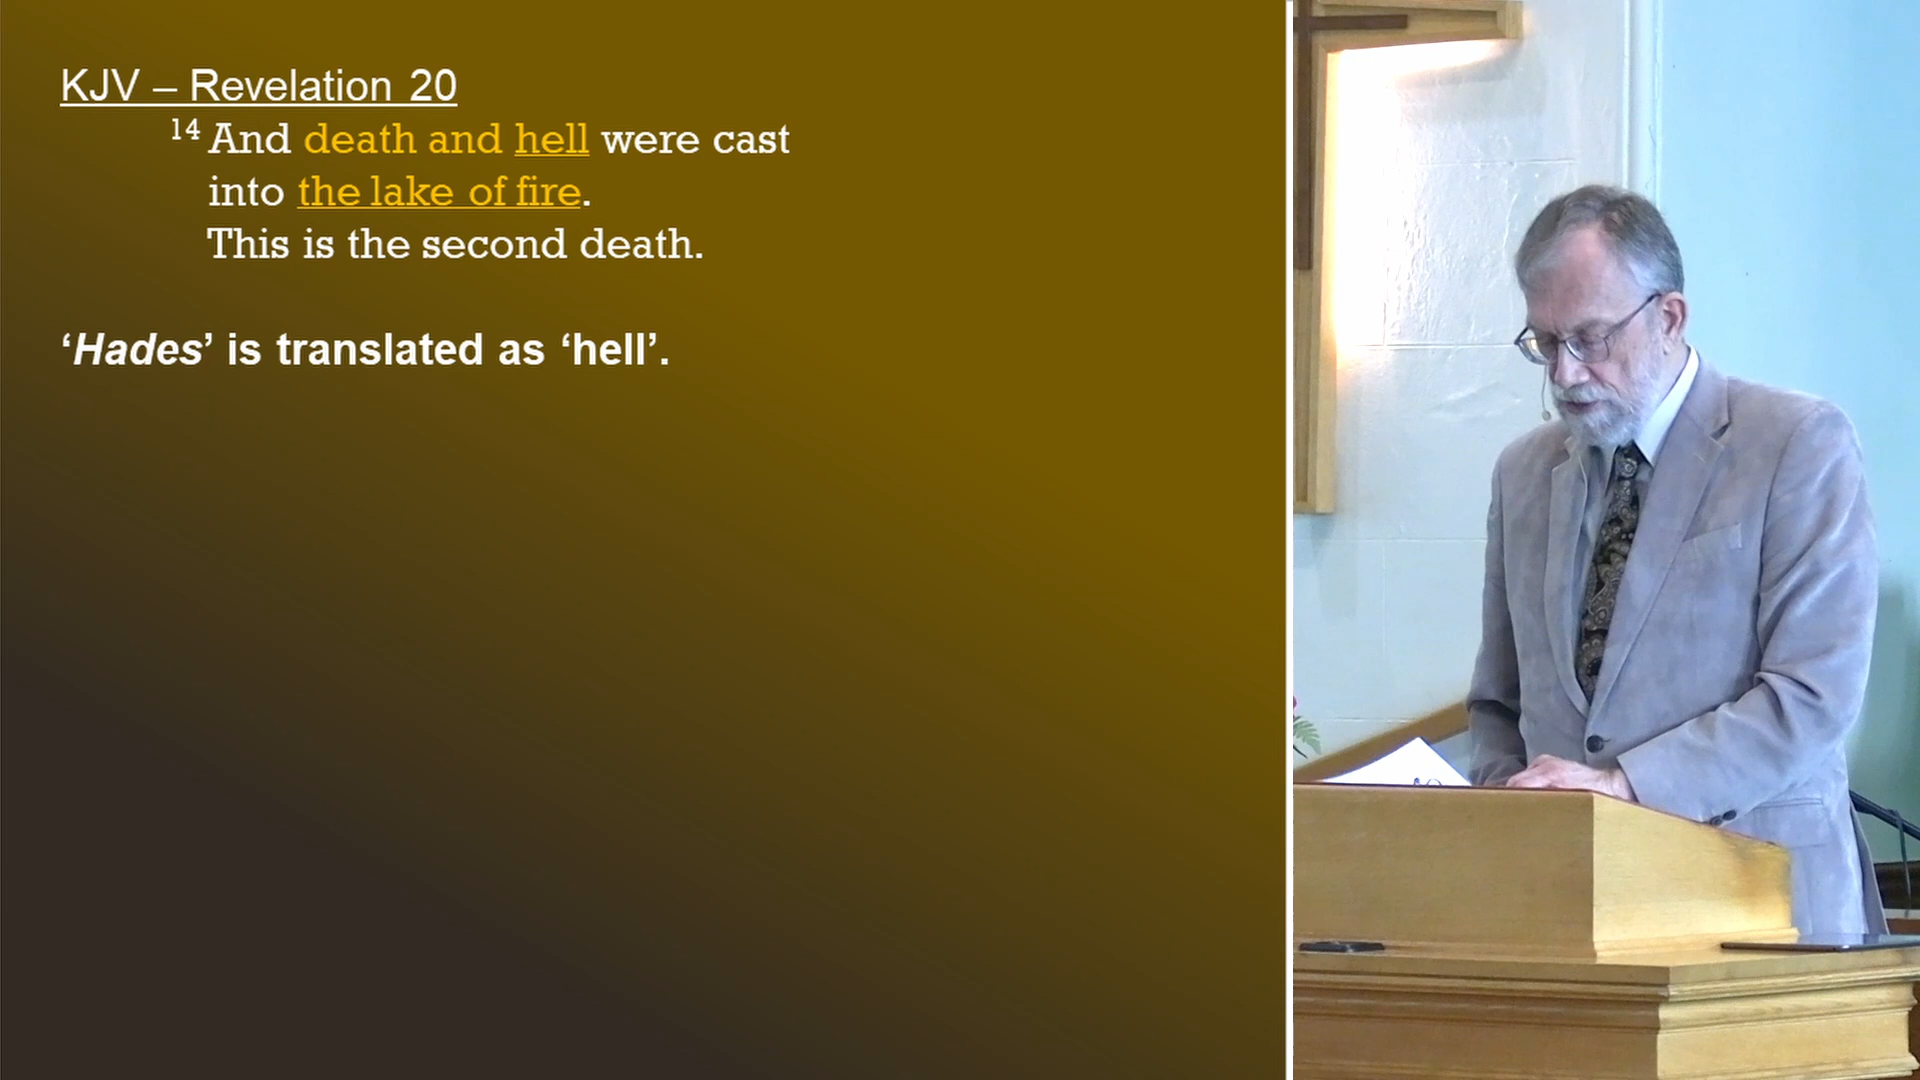 KJV – Revelation 20
14 And death and hell were cast
into the lake of fire.
This is the second death.
‘Hades’ is translated as ‘hell’.